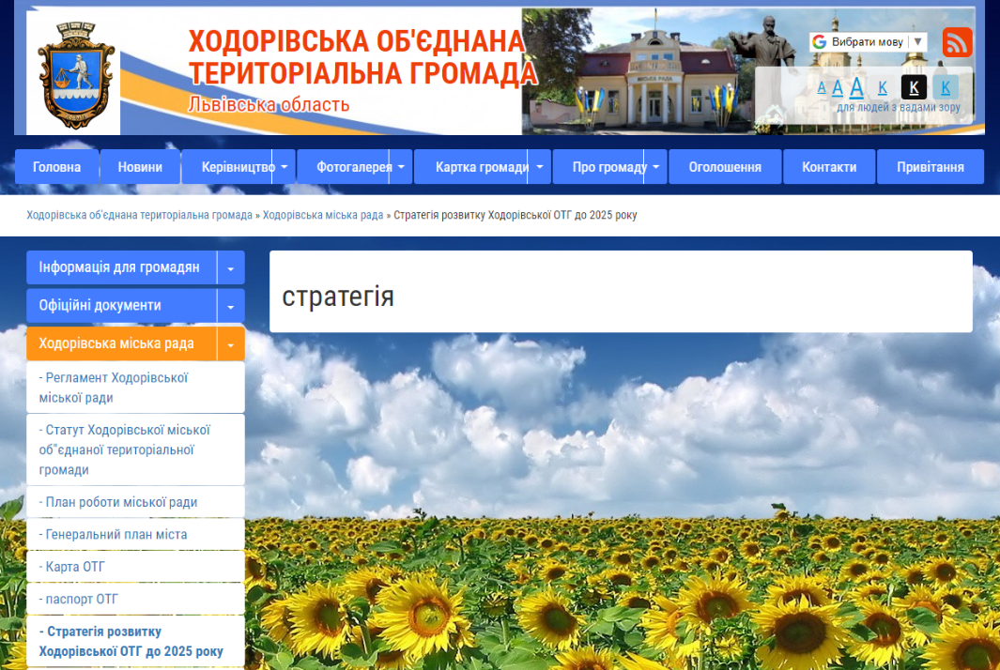 ХОДОРІВСЬКА ОБ'ЄДНАНА
ТЕРИТОРІАЛЬНА ГРОМАДА
Львівська область
МІСЬКА РАДА
Вибрати мову ▼
А А А К К К
для людей з вадами зору
Головна Новини Керівництво Фотогалерея Картка громади Про громаду Оголошення Контакти Привітання
Ходорівська об'єднана територіальна громада » Ходорівська міська рада » Стратегія розвитку Ходорівської ОТГ до 2025 року
Інформація для громадян
Офіційні документи
Ходорівська міська рада
- Регламент Ходорівської
міської ради
- Статут Ходорівської міської
об"єднаної територіальної
громади
- План роботи міської ради
- Генеральний план міста
- Карта ОТГ
- паспорт ОТГ
- Стратегія розвитку
Ходорівської ОТГ до 2025 року
стратегія